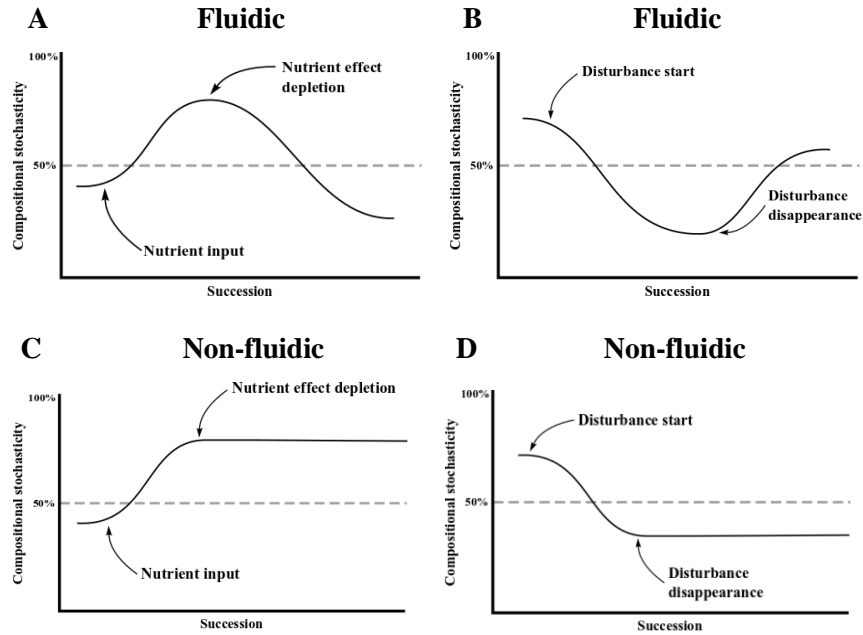 A
Fluidic
100%
50%
Compositional stochasticity
Nutrient effect
depletion
Nutrient input
Succession
B
Fluidic
100%
50%
Compositional stochasticity
Disturbance start
Disturbance
disappearance
Succession
C
Non-fluidic
100%
50%
Compositional stochasticity
Nutrient effect depletion
Nutrient input
Succession
D
Non-fluidic
100%
50%
Compositional stochasticity
Disturbance start
Disturbance
disappearance
Succession